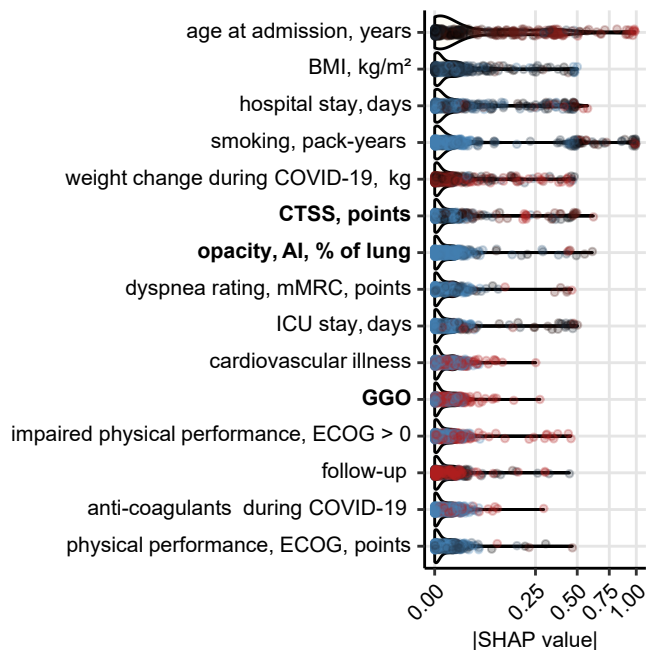 age at admission, years
BMI, kg/m²
hospital stay, days
smoking, pack-years
weight change during COVID-19, kg
CTSS, points
opacity, AI, % of lung
dyspnea rating, mMRC, points
ICU stay, days
cardiovascular illness
GGO
impaired physical performance, ECOG > 0
follow-up
anti-coagulants during COVID-19
physical performance, ECOG, points
0.00 0.25 0.50 0.75 1.00
|SHAP value|